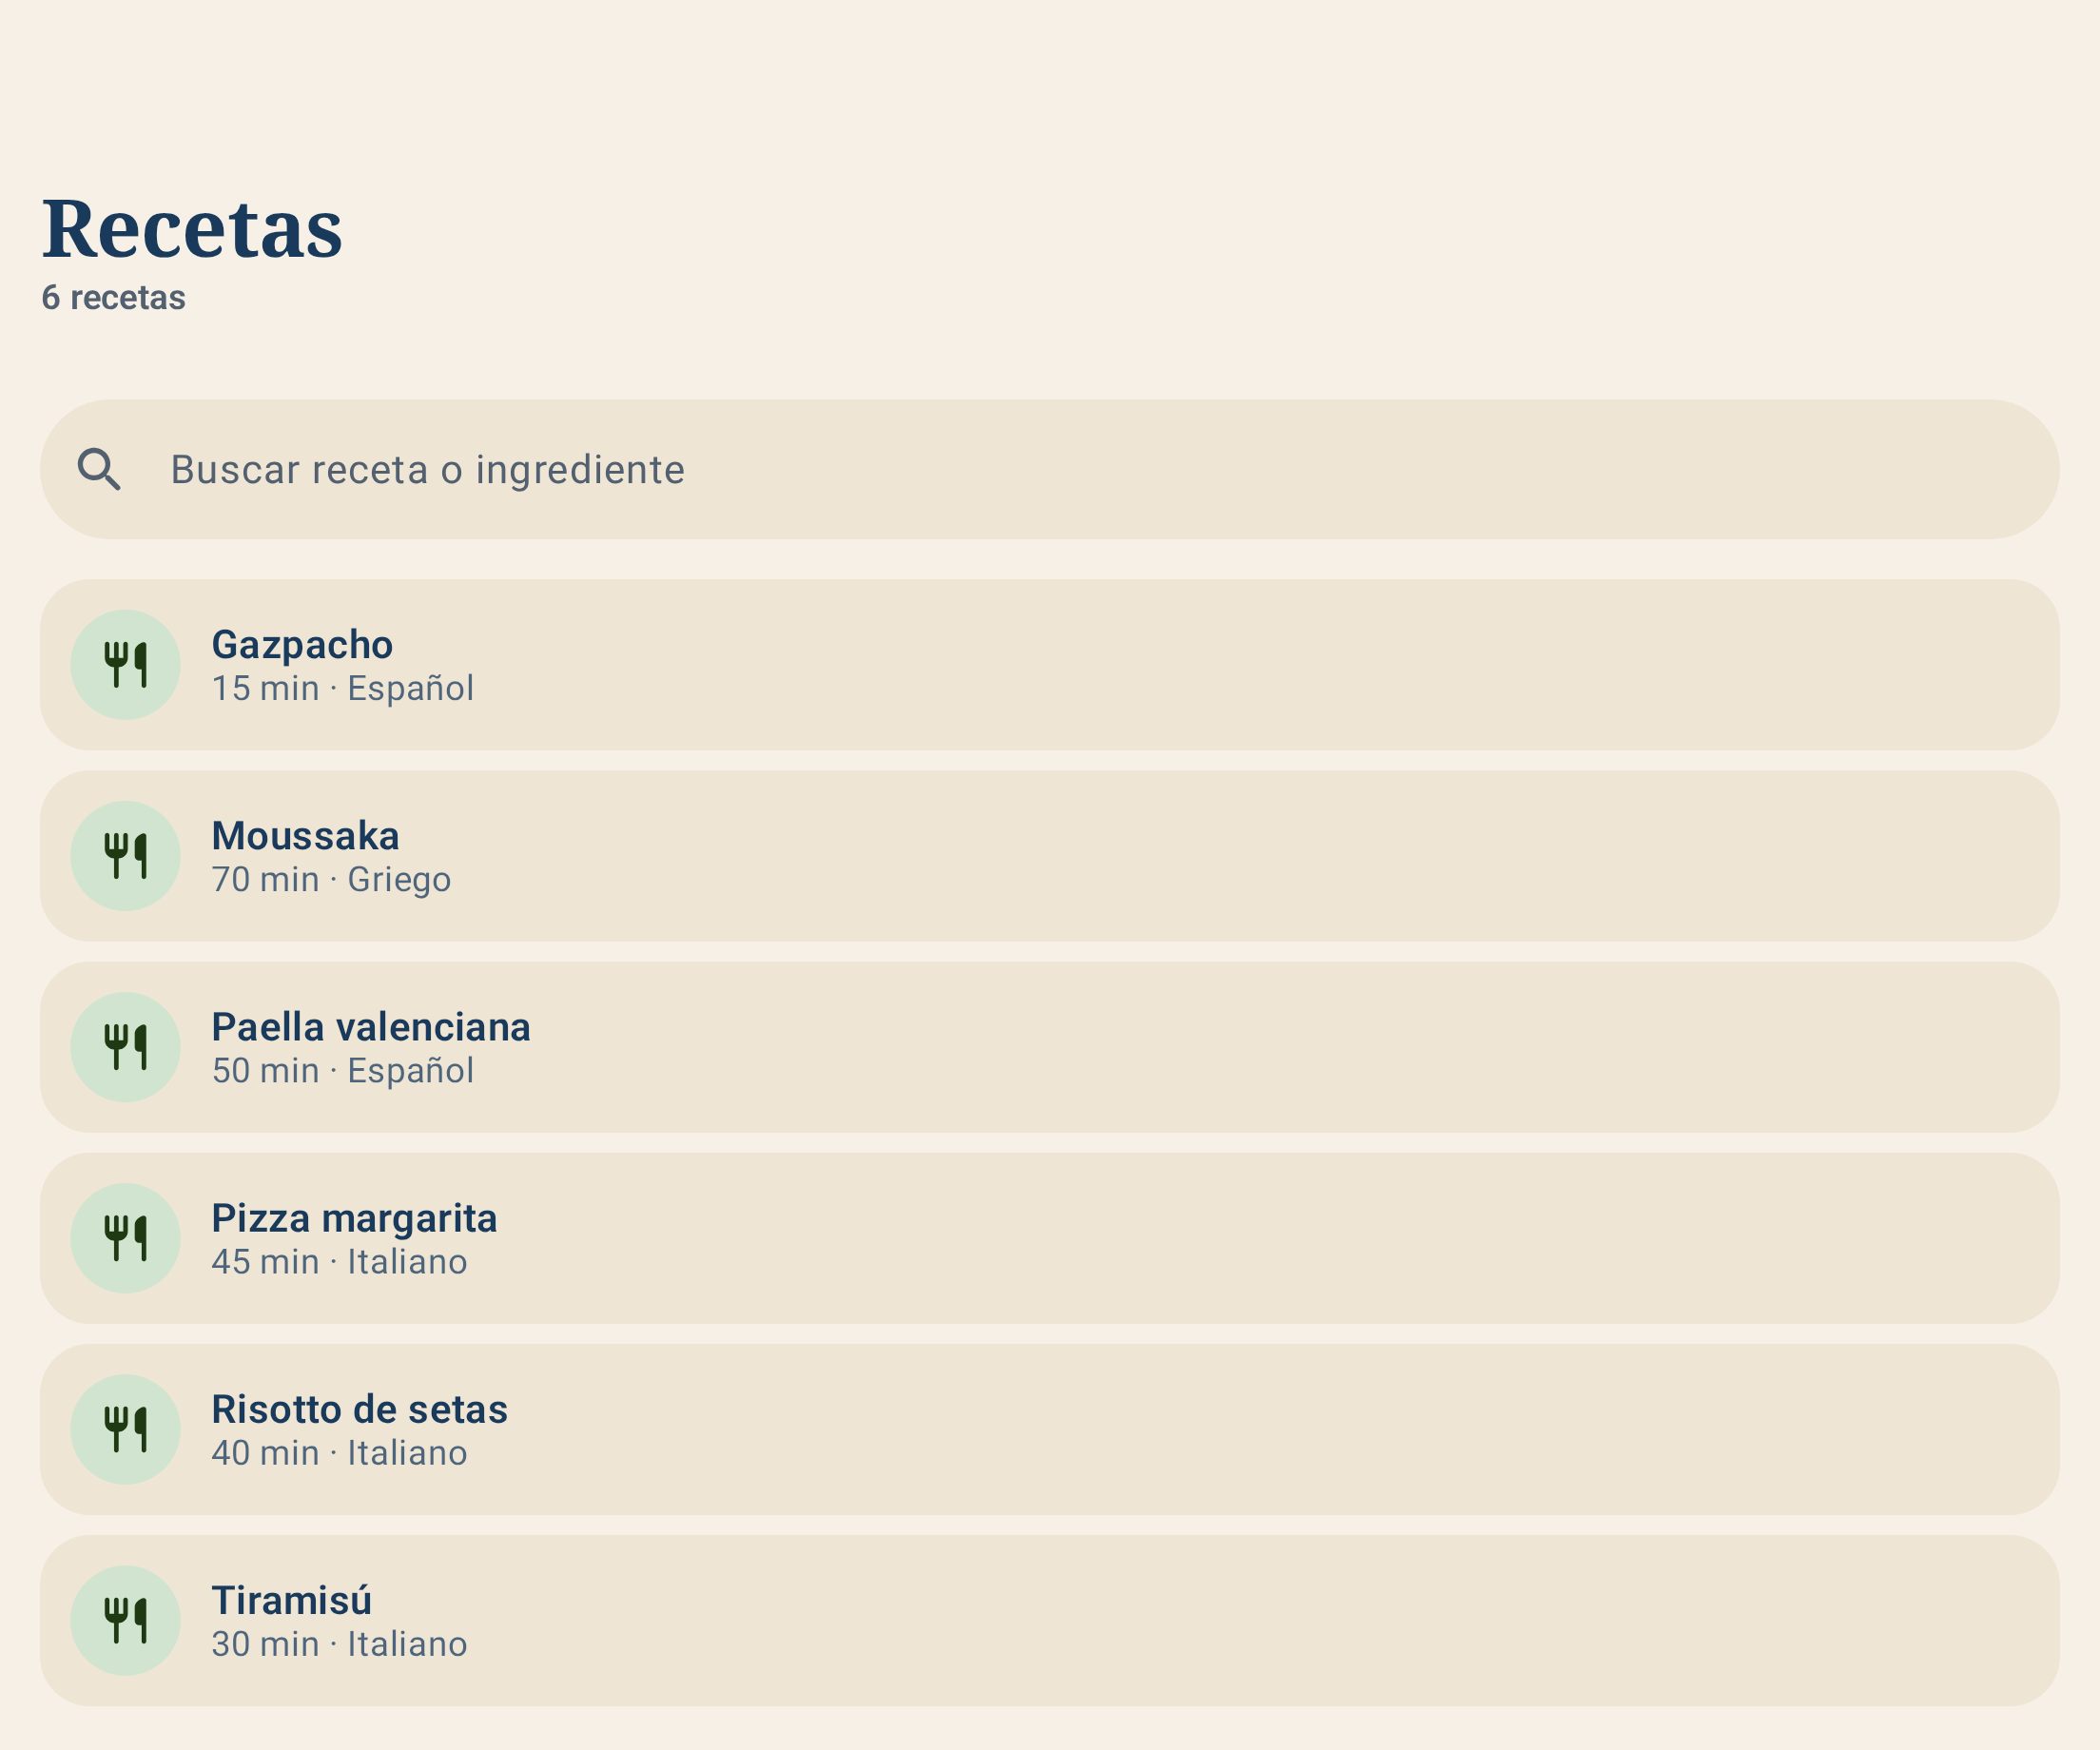 Recetas
6 recetas
Buscar receta o ingrediente
Gazpacho
15 min · Español
Moussaka
70 min · Griego
Paella valenciana
50 min · Español
Pizza margarita
45 min · Italiano
Risotto de setas
40 min · Italiano
Tiramisú
30 min · Italiano